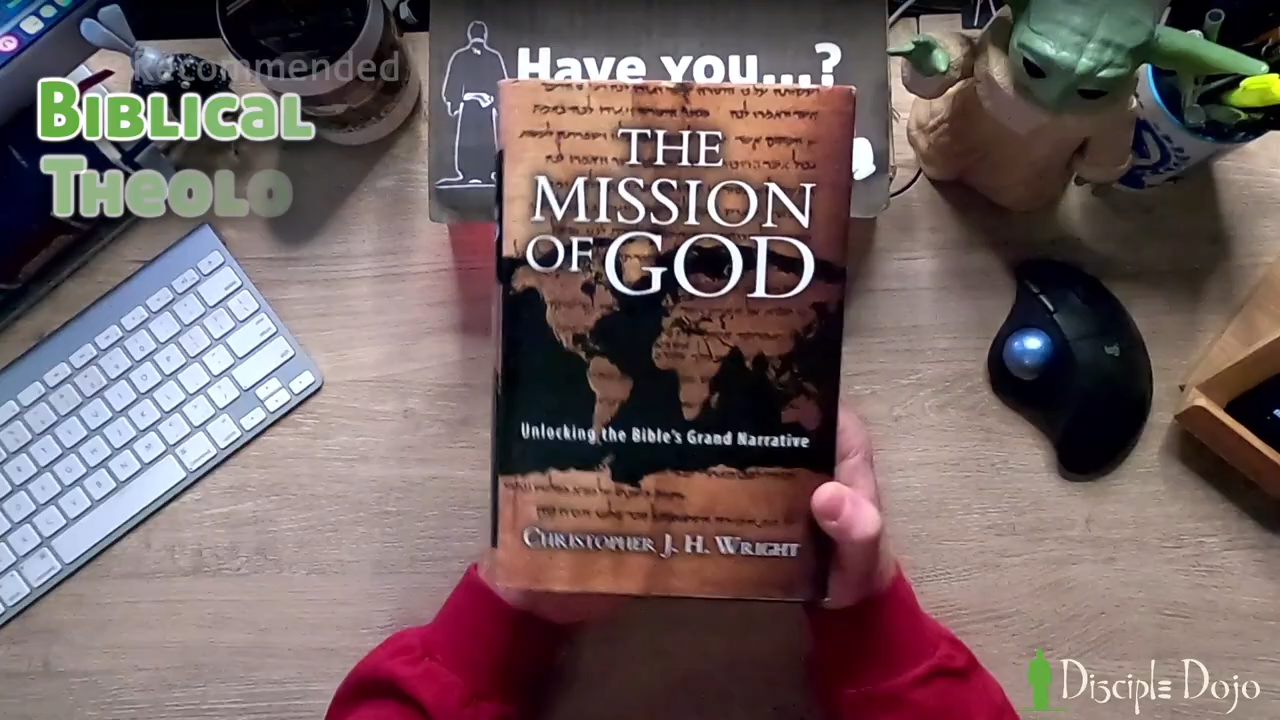 Recommended
Biblical
Theolo
Have you...?
THE
MISSION
OF GOD
Unlocking the Bible's Grand Narrative
CHRISTOPHER J. H. WRIGHT
Disciple Dojo